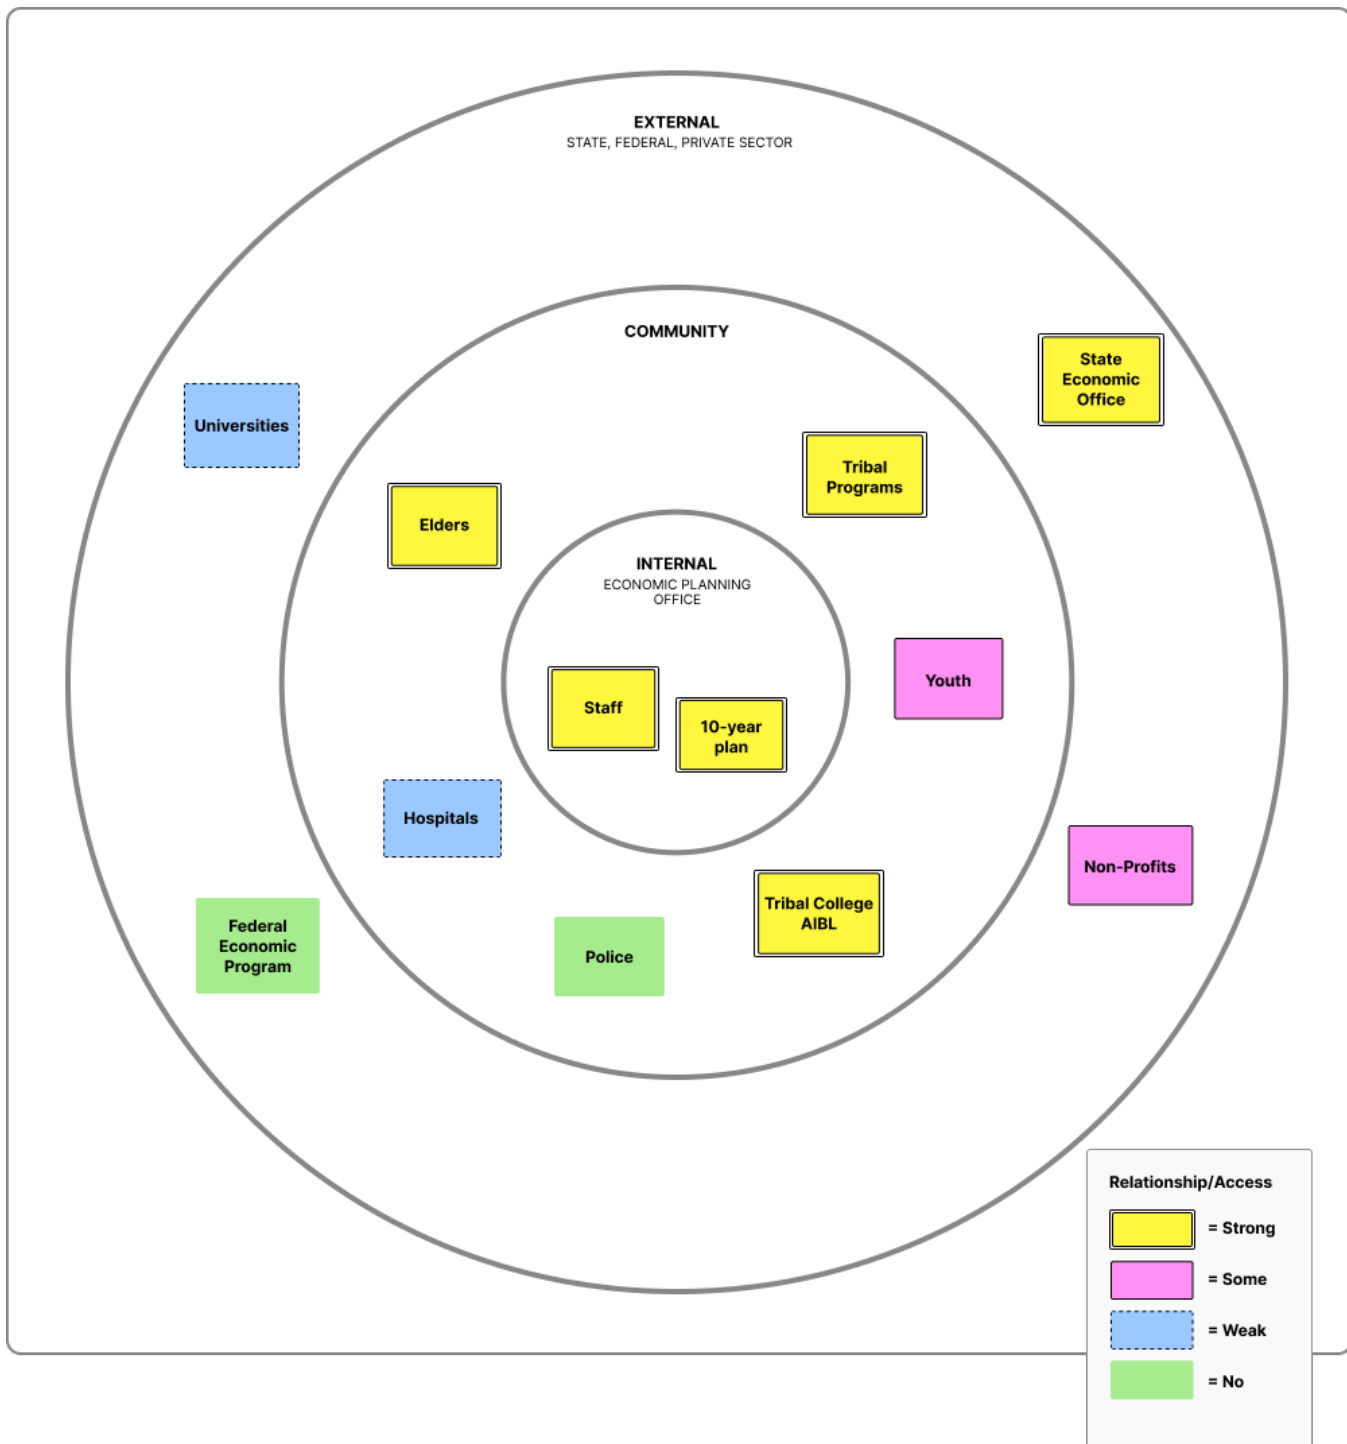 EXTERNAL
STATE, FEDERAL, PRIVATE SECTOR
COMMUNITY
State
Economic
Office
Universities
Tribal
Programs
Elders
INTERNAL
ECONOMIC PLANNING
OFFICE
Youth
Staff
10-year
plan
Hospitals
Non-Profits
Tribal College
AIBL
Federal
Economic
Program
Police
Relationship/Access
= Strong
= Some
= Weak
= No